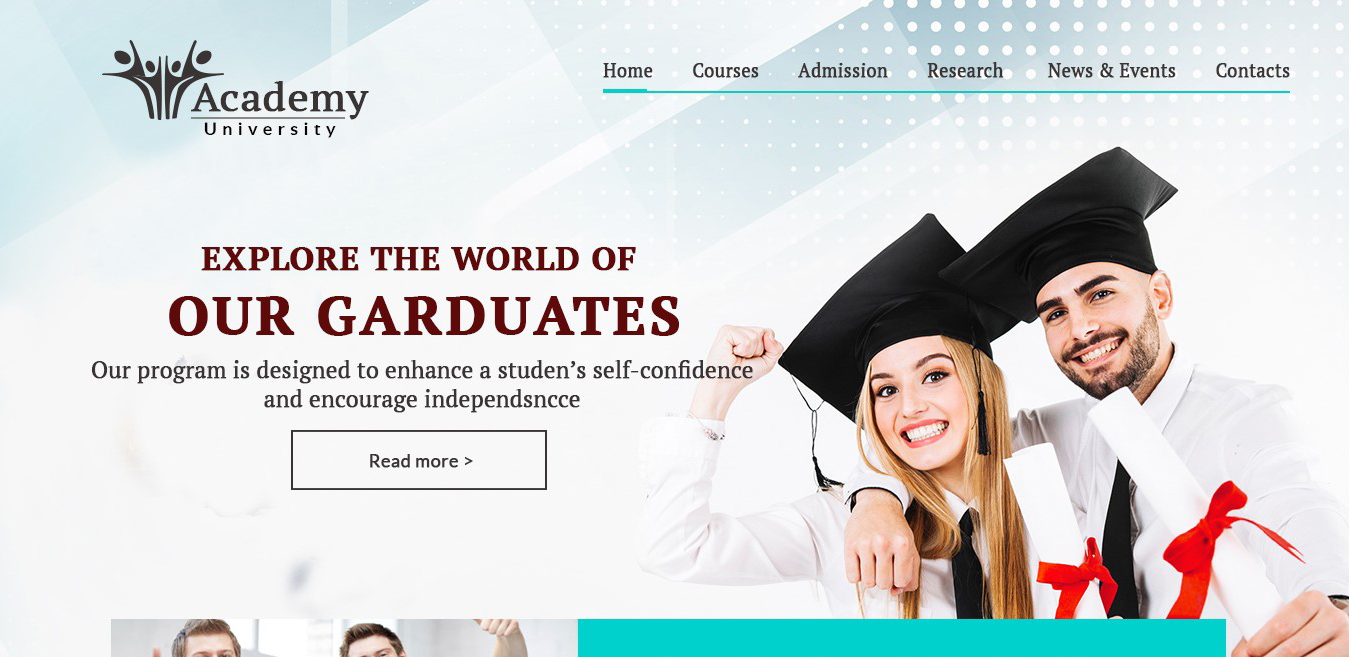 Academy
University
Home Courses Admission Research News & Events Contacts
EXPLORE THE WORLD OF
OUR GARDUATES
Our program is designed to enhance a studen’s self-confidence
and encourage independsncce
Read more >